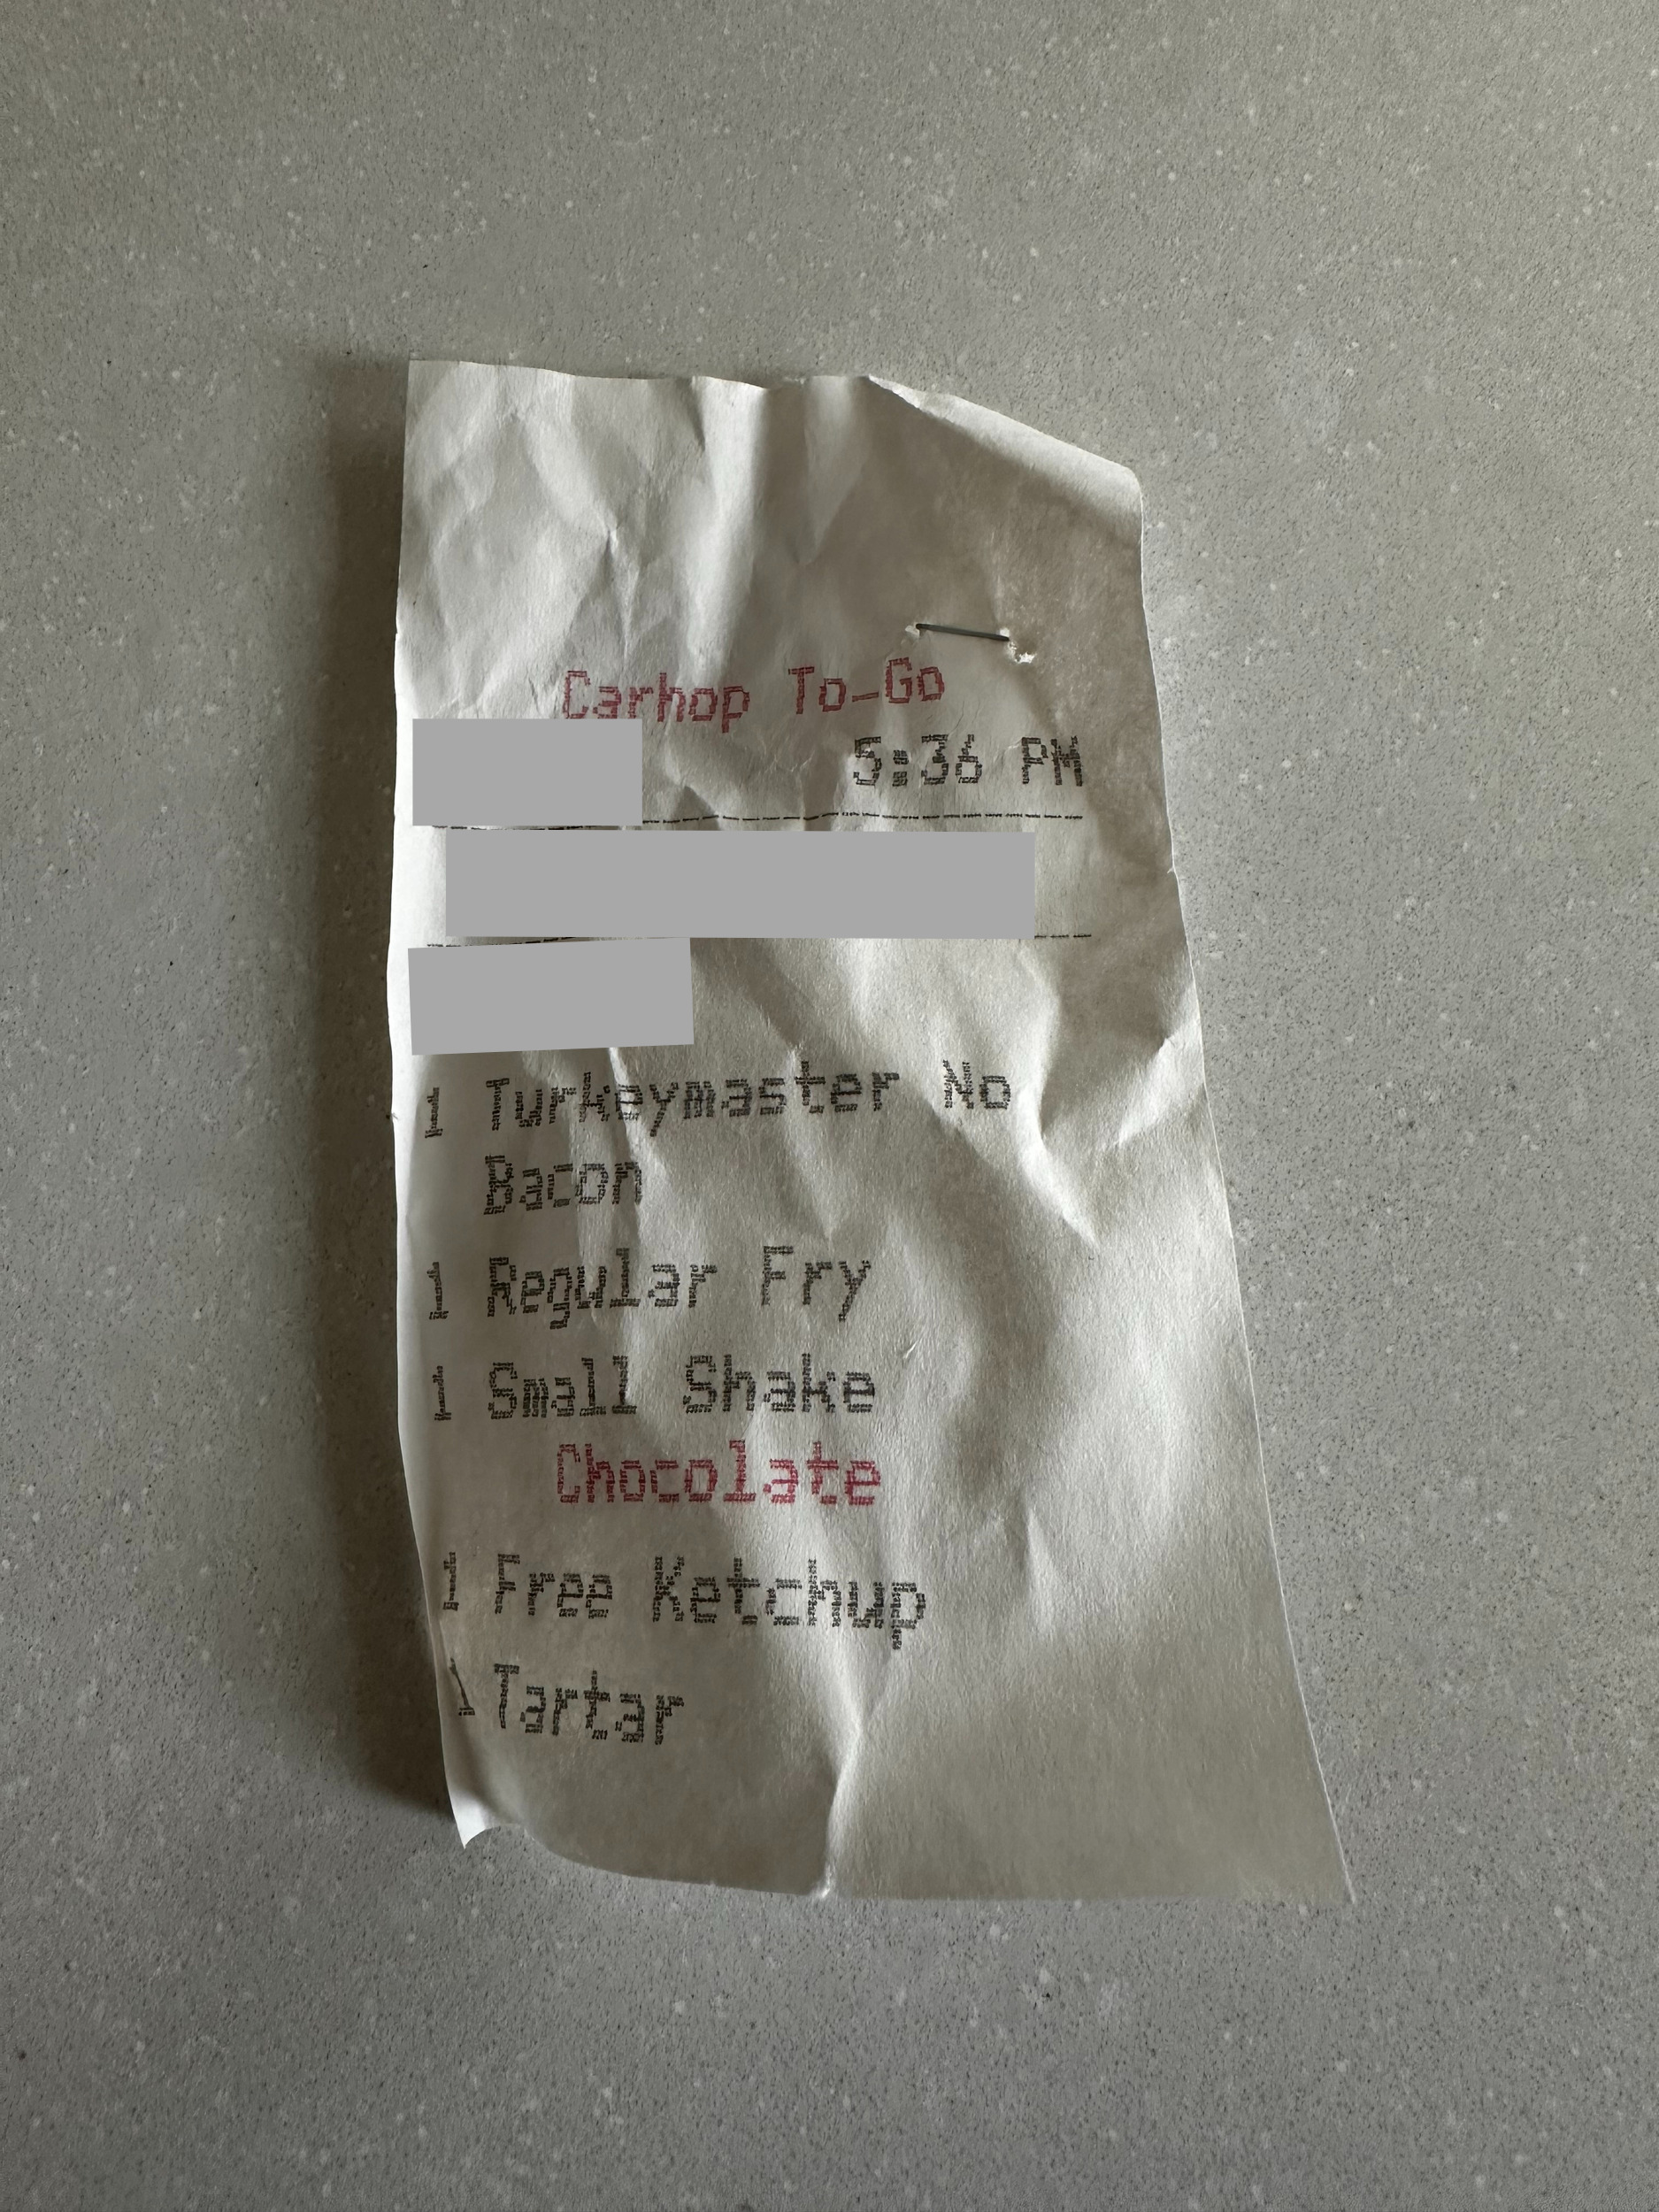 Carhop To-Go
5:36 PM
1 Turkeymaster No
Bacon
1 Regular Fry
1 Small Shake
Chocolate
1 Free Ketchup
1 Tartar